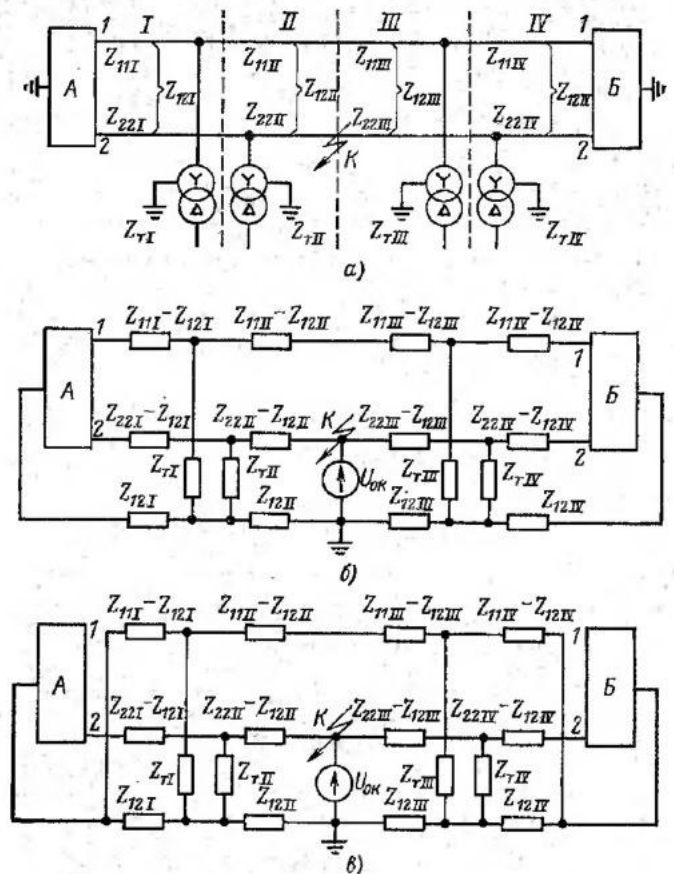 1 I II III IV 1
Z11I Z12I Z11II Z12II Z11III Z12III Z11IV Z12IV
А Б
Z22I Z22II Z22III Z22IV
2 К 2
ZтI ZтII ZтIII ZтIV
а)
Z11I–Z12I Z11II–Z12II Z11III–Z12III Z11IV–Z12IV
1 1
А Б
Z22I–Z12I Z22II–Z12II К Z22III–Z12III Z22IV–Z12IV
2 2
ZтI ZтII U0К ZтIII ZтIV
Z12I Z12II Z12III Z12IV
б)
Z11I–Z12I Z11II–Z12II Z11III–Z12III Z11IV–Z12IV
1 1
А Б
Z22I–Z12I Z22II–Z12II К Z22III–Z12III Z22IV–Z12IV
2 2
ZтI ZтII U0К ZтIII ZтIV
Z12I Z12II Z12III Z12IV
в)